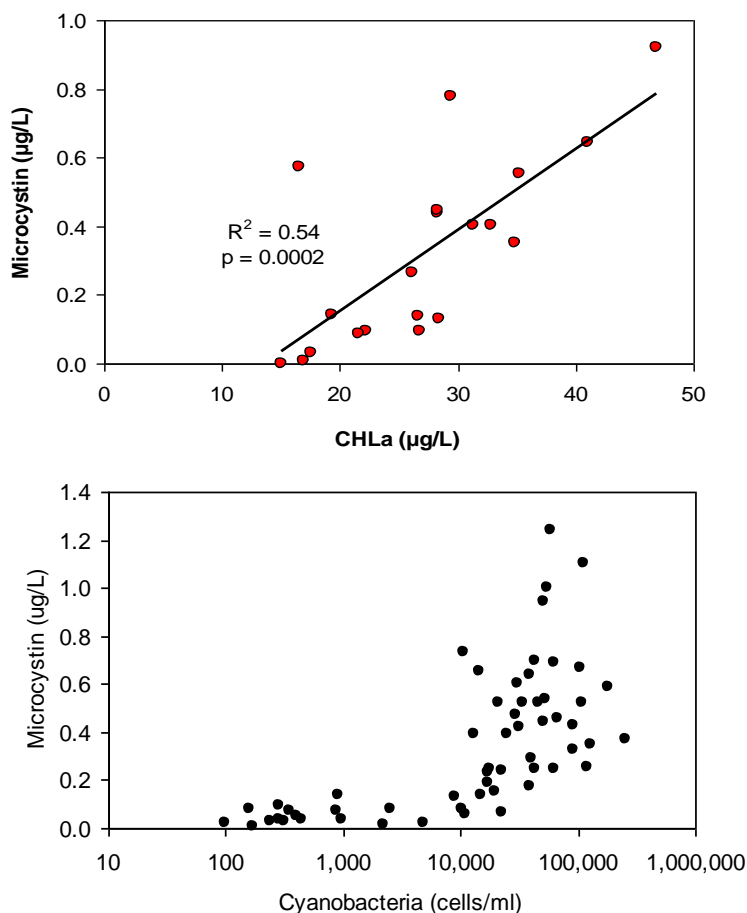 1.0
0.8
0.6
0.4
0.2
0.0
Microcystin (µg/L)
R² = 0.54
p = 0.0002
0 10 20 30 40 50
CHLa (µg/L)
1.4
1.2
1.0
0.8
0.6
0.4
0.2
0.0
Microcystin (ug/L)
10 100 1,000 10,000 100,000 1,000,000
Cyanobacteria (cells/ml)